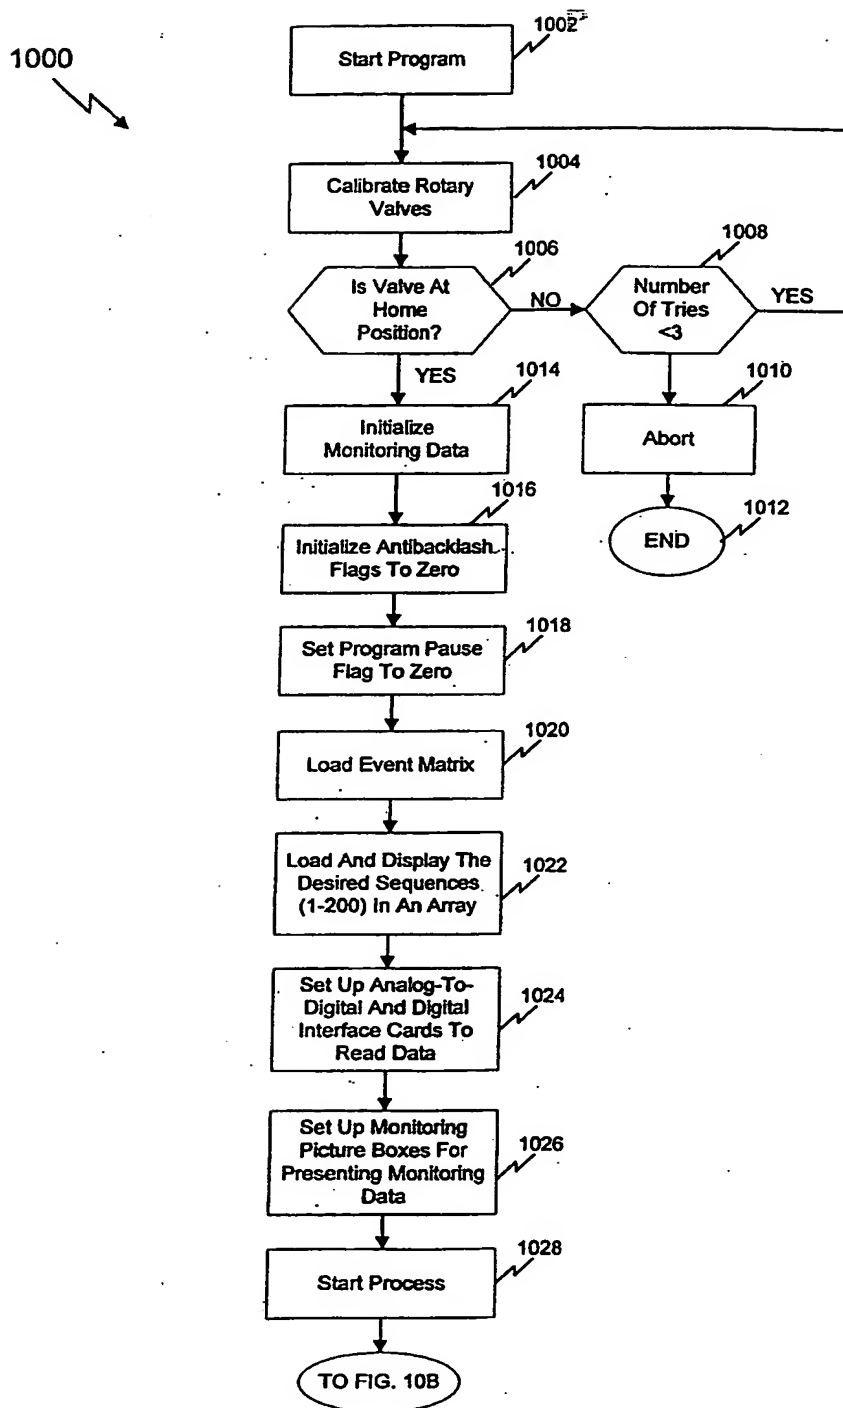 1000
1002
Start Program
1004
Calibrate Rotary
Valves
1006
Is Valve At
Home
Position?
NO
1008
Number
Of Tries
<3
YES
YES
1010
Abort
1012
END
1014
Initialize
Monitoring Data
1016
Initialize Antibacklash
Flags To Zero
1018
Set Program Pause
Flag To Zero
1020
Load Event Matrix
Load And Display The
Desired Sequences
(1-200) In An Array
1022
Set Up Analog-To-
Digital And Digital
Interface Cards To
Read Data
1024
Set Up Monitoring
Picture Boxes For
Presenting Monitoring
Data
1026
Start Process
1028
TO FIG. 10B